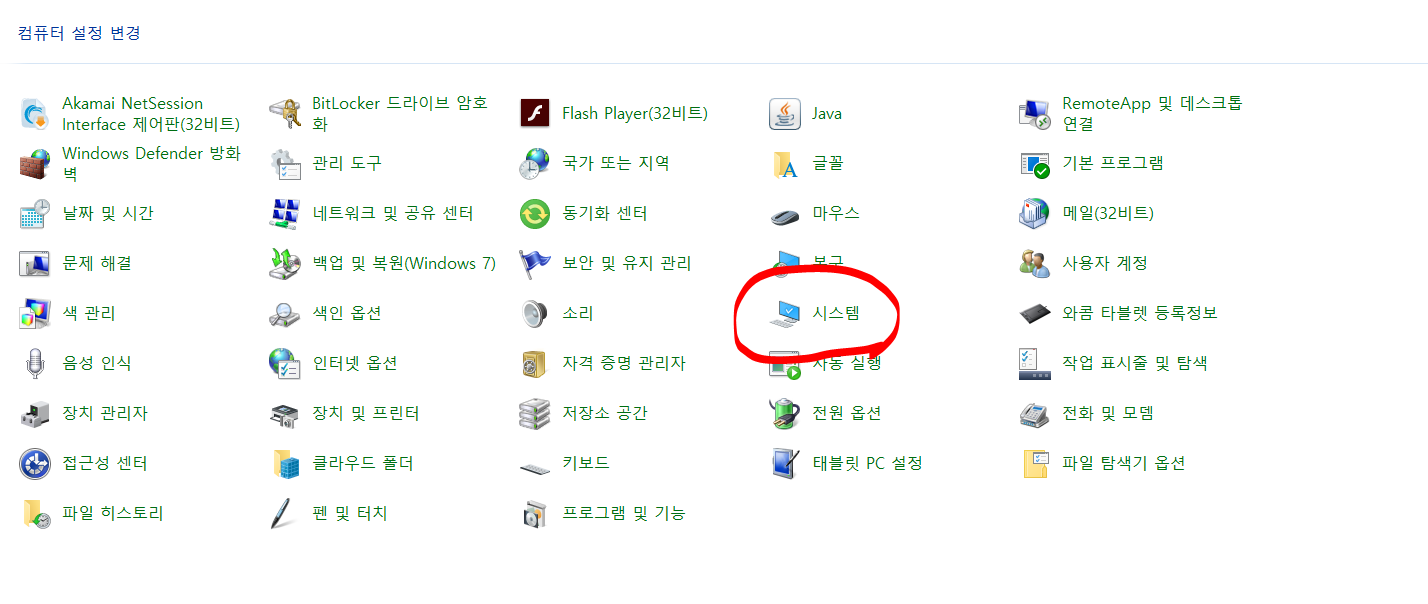 컴퓨터 설정 변경
Akamai NetSession
Interface 제어판(32비트)
BitLocker 드라이브 암호
화
Flash Player(32비트)
Java
RemoteApp 및 데스크톱
연결
Windows Defender 방화
벽
관리 도구
국가 또는 지역
글꼴
기본 프로그램
날짜 및 시간
네트워크 및 공유 센터
동기화 센터
마우스
메일(32비트)
문제 해결
백업 및 복원(Windows 7)
보안 및 유지 관리
복구
사용자 계정
색 관리
색인 옵션
소리
시스템
와콤 타블렛 등록정보
음성 인식
인터넷 옵션
자격 증명 관리자
자동 실행
작업 표시줄 및 탐색
장치 관리자
장치 및 프린터
저장소 공간
전원 옵션
전화 및 모뎀
접근성 센터
클라우드 폴더
키보드
태블릿 PC 설정
파일 탐색기 옵션
파일 히스토리
펜 및 터치
프로그램 및 기능